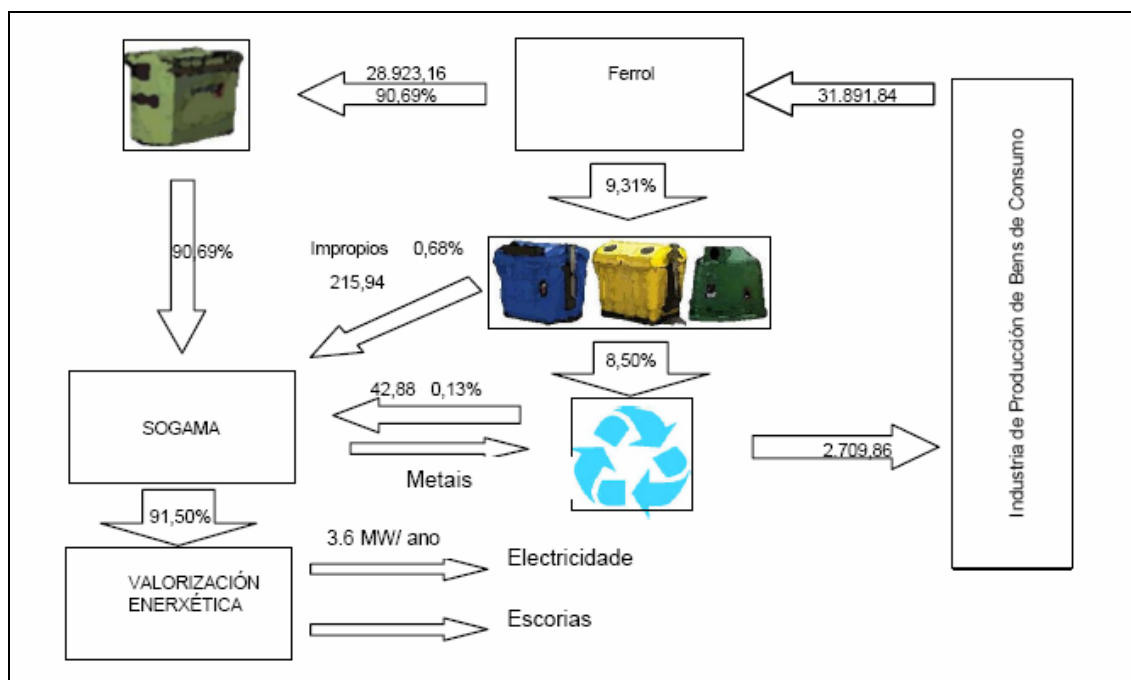 28.923,16
90,69%
Ferrol
31.891,84
9,31%
90,69%
Impropios 0,68%
215,94
8,50%
42,88 0,13%
SOGAMA
Metais
2.709,86
Industria de Producción de Bens de Consumo
91,50%
3.6 MW/ ano
Electricidade
VALORIZACIÓN
ENERXÉTICA
Escorias